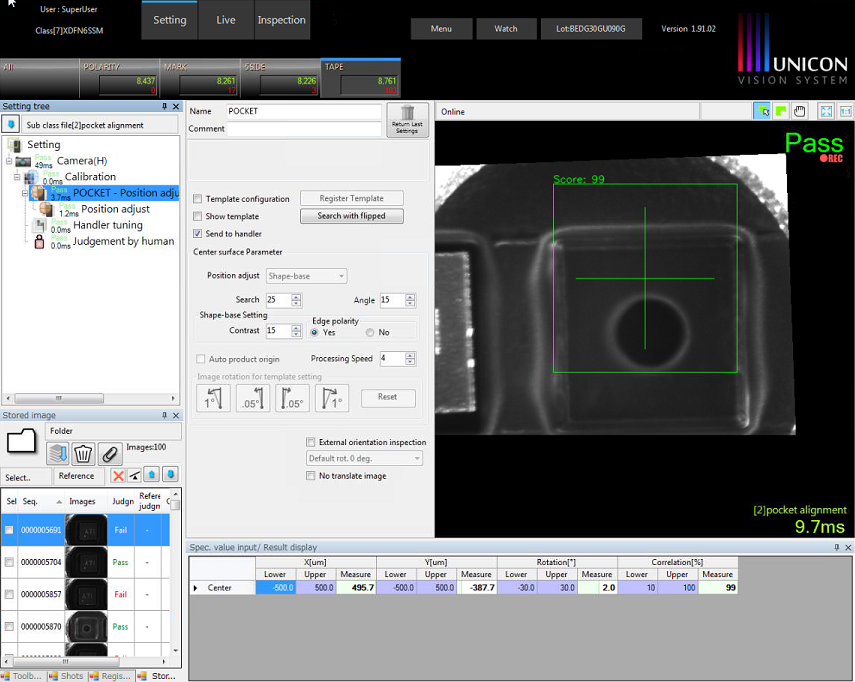 User : SuperUser
Class[7]XDFN6SSM
Setting
Live
Inspection
Menu
Watch
Lot:BEDG30GU090G
Version 1.91.02
UNICON
VISION SYSTEM
All
POLARITY
8,437
0
MARK
8,261
17
5SIDE
8,226
3
TAPE
8,761
Setting tree
Sub class file[2]pocket alignment
Setting
Pass
49ms
Camera(H)
Pass
0.0ms
Calibration
Pass
3.7ms
POCKET - Position adju
Pass
1.2ms
Position adjust
Pass
0.0ms
Handler tuning
Pass
0.0ms
Judgement by human
Name
POCKET
Comment
Return Last
Settings
Template configuration
Register Template
Show template
Search with flipped
Send to handler
Center surface Parameter
Position adjust
Shape-base
Search
25
Angle
15
Shape-base Setting
Contrast
15
Edge polarity
Yes
No
Auto product origin
Processing Speed
4
Image rotation for template setting
1°
.05°
.05°
1°
Reset
External orientation inspection
Default rot. 0 deg.
No translate image
Online
Pass
REC
Score: 99
[2]pocket alignment
9.7ms
Stored image
Folder
Images:100
Select..
Reference
Sel
Seq.
Images
Judgn
Refere
judgn
0000005691
Fail
-
0000005704
Pass
-
0000005857
Fail
-
0000005870
Pass
-
Toolb...
Shots
Regis...
Stor...
Spec. value input/ Result display
X[um]
Y[um]
Rotation[°]
Correlation[%]
Lower
Upper
Measure
Lower
Upper
Measure
Lower
Upper
Measure
Lower
Upper
Measure
Center
-500.0
500.0
495.7
-500.0
500.0
-387.7
-30.0
30.0
2.0
10
100
99